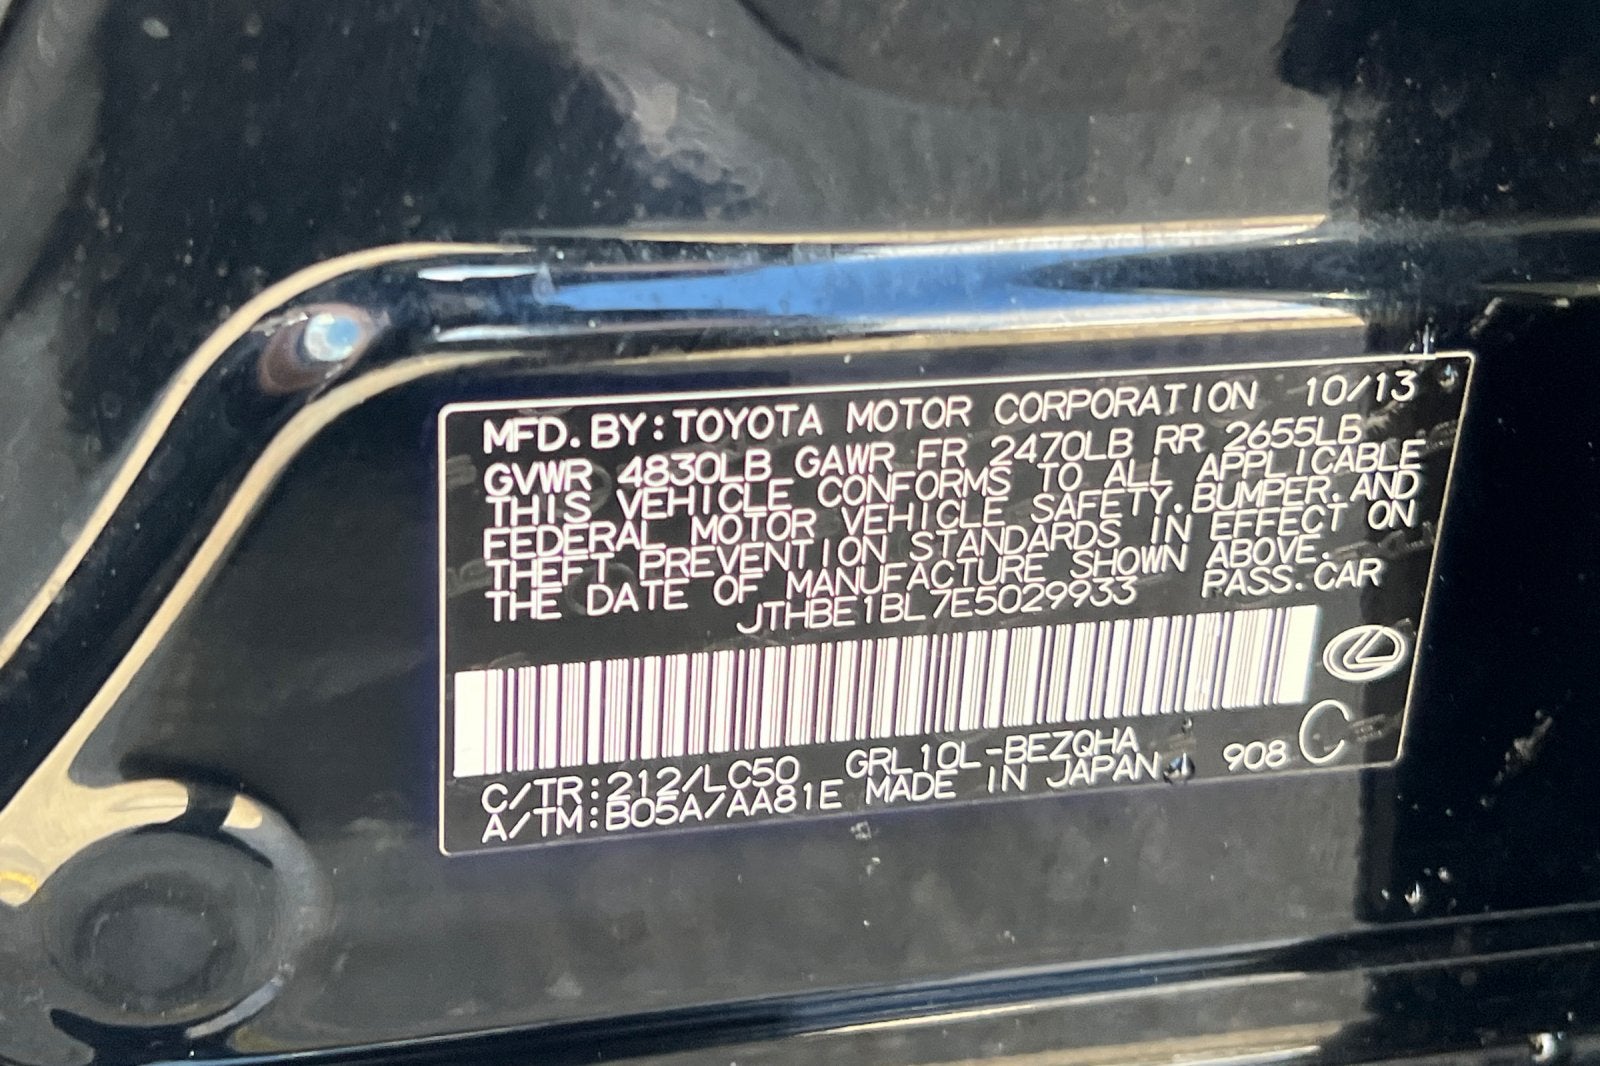 MFD. BY: TOYOTA MOTOR CORPORATION 10/13
GVWR 4830LB GAWR FR 2470LB RR 2655LB
THIS VEHICLE CONFORMS TO ALL APPLICABLE
FEDERAL MOTOR VEHICLE SAFETY, BUMPER, AND
THEFT PREVENTION STANDARDS IN EFFECT ON
THE DATE OF MANUFACTURE SHOWN ABOVE.
JTHBE1BL7E5029933 PASS. CAR
C/TR: 212/LC50 GRL10L-BEZQHA
A/TM: B05A/AA81E MADE IN JAPAN 908 C